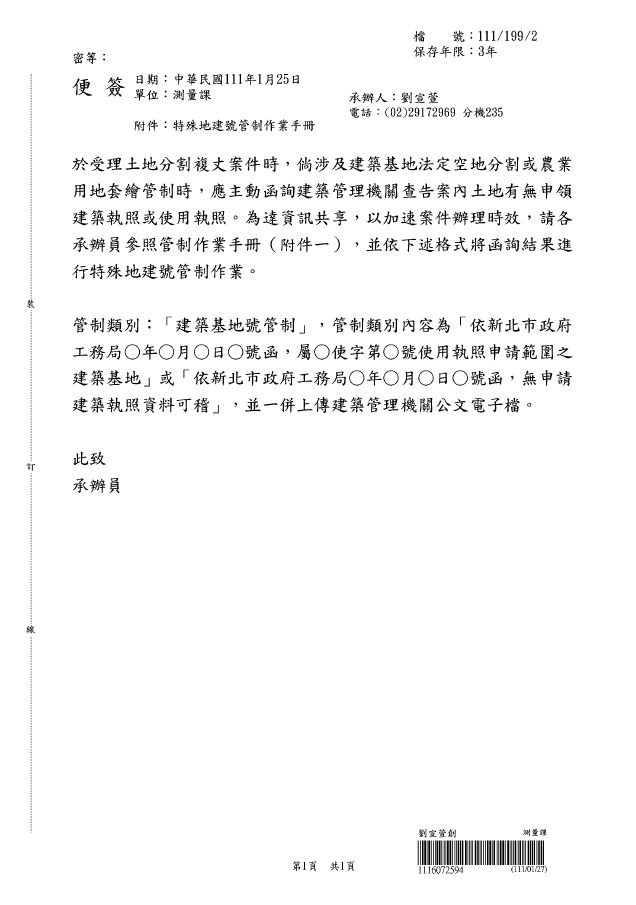 檔　　號：111/199/2
保存年限：3年
密等：
便 簽
日期：中華民國111年1月25日
單位：測量課
承辦人：劉宣萱
電話：(02)29172969 分機235
附件：特殊地建號管制作業手冊
於受理土地分割複丈案件時，倘涉及建築基地法定空地分割或農業
用地套繪管制時，應主動函詢建築管理機關查告案內土地有無申領
建築執照或使用執照。為達資訊共享，以加速案件辦理時效，請各
承辦員參照管制作業手冊（附件一），並依下述格式將函詢結果進
行特殊地建號管制作業。
管制類別：「建築基地號管制」，管制類別內容為「依新北市政府
工務局○年○月○日○號函，屬○使字第○號使用執照申請範圍之
建築基地」或「依新北市政府工務局○年○月○日○號函，無申請
建築執照資料可稽」，並一併上傳建築管理機關公文電子檔。
此致
承辦員
裝
訂
線
劉宣萱創
測量課
1116072594
(111/01/27)
第1頁　共1頁